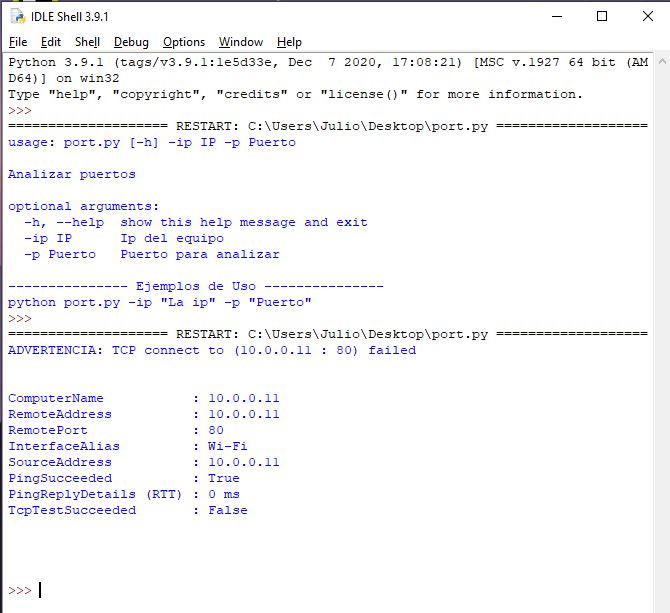 IDLE Shell 3.9.1
File Edit Shell Debug Options Window Help
Python 3.9.1 (tags/v3.9.1:1e5d33e, Dec  7 2020, 17:08:21) [MSC v.1927 64 bit (AM
D64)] on win32
Type "help", "copyright", "credits" or "license()" for more information.
>>>
==================== RESTART: C:\Users\Julio\Desktop\port.py ===================
usage: port.py [-h] -ip IP -p Puerto

Analizar puertos

optional arguments:
  -h, --help  show this help message and exit
  -ip IP      Ip del equipo
  -p Puerto   Puerto para analizar

--------------- Ejemplos de Uso ---------------
python port.py -ip "La ip" -p "Puerto"
>>>
==================== RESTART: C:\Users\Julio\Desktop\port.py ===================
ADVERTENCIA: TCP connect to (10.0.0.11 : 80) failed

ComputerName           : 10.0.0.11
RemoteAddress          : 10.0.0.11
RemotePort             : 80
InterfaceAlias         : Wi-Fi
SourceAddress          : 10.0.0.11
PingSucceeded          : True
PingReplyDetails (RTT) : 0 ms
TcpTestSucceeded       : False

>>>